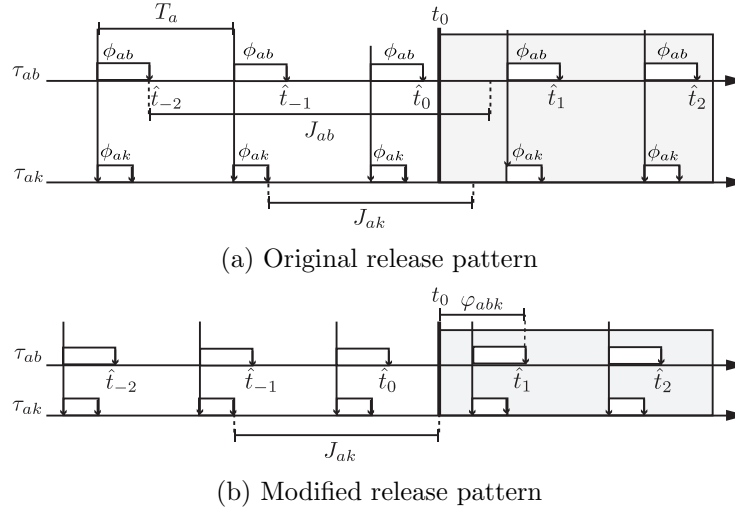 T_a
t_0
ϕ_ab ϕ_ab ϕ_ab ϕ_ab ϕ_ab
τ_ab
t̂_{-2} t̂_{-1} t̂_0 t̂_1 t̂_2
J_ab
ϕ_ak ϕ_ak ϕ_ak ϕ_ak ϕ_ak
τ_ak
J_ak
(a) Original release pattern
t_0 φ_abk
τ_ab
t̂_{-2} t̂_{-1} t̂_0 t̂_1 t̂_2
τ_ak
J_ak
(b) Modified release pattern